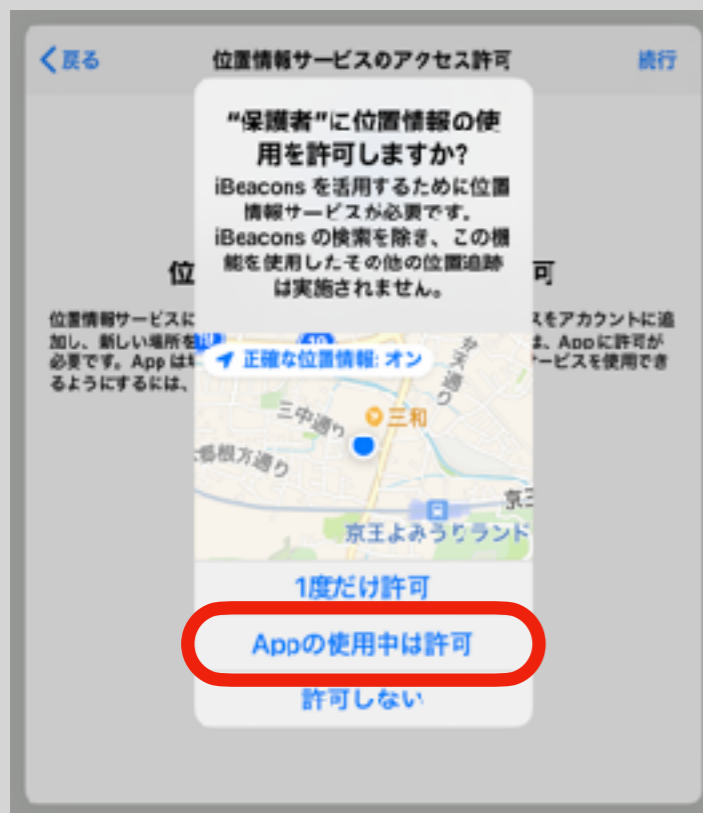 戻る
位置情報サービスのアクセス許可
続行
“保護者”に位置情報の使
用を許可しますか?
iBeacons を活用するために位置
情報サービスが必要です。
iBeacons の検索を除き、この機
能を使用したその他の位置追跡
は実施されません。
位
可
位置情報サービスに
スをアカウントに追
加し、新しい場所を
は、Appに許可が
必要です。App は
ービスを使用でき
るようにするには、
正確な位置情報: オン
弁天通り
三中通り
三和
根方通り
京王よみうりランド
1度だけ許可
Appの使用中は許可
許可しない